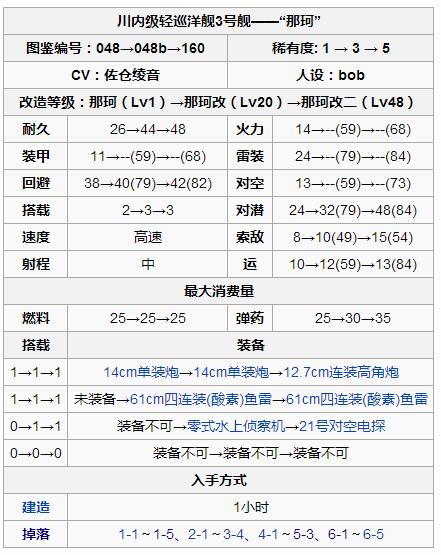 川内级轻巡洋舰3号舰——“那珂”
图鉴编号：048→048b→160 稀有度: 1 → 3 → 5
CV：佐仓绫音 人设：bob
改造等级：那珂（Lv1）→那珂改（Lv20）→那珂改二（Lv48）
耐久 26→44→48 火力 14→--(59)→--(68)
装甲 11→--(59)→--(68) 雷装 24→--(79)→--(84)
回避 38→40(79)→42(82) 对空 13→--(59)→--(73)
搭载 2→3→3 对潜 24→32(79)→48(84)
速度 高速 索敌 8→10(49)→15(54)
射程 中 运 10→12(59)→13(84)
最大消费量
燃料 25→25→25 弹药 25→30→35
搭载 装备
1→1→1 14cm单装炮→14cm单装炮→12.7cm连装高角炮
1→1→1 未装备→61cm四连装(酸素)鱼雷→61cm四连装(酸素)鱼雷
0→1→1 装备不可→零式水上侦察机→21号对空电探
0→0→0 装备不可→装备不可→装备不可
入手方式
建造 1小时
掉落 1-1～1-5、2-1～3-4、4-1～5-3、6-1～6-5